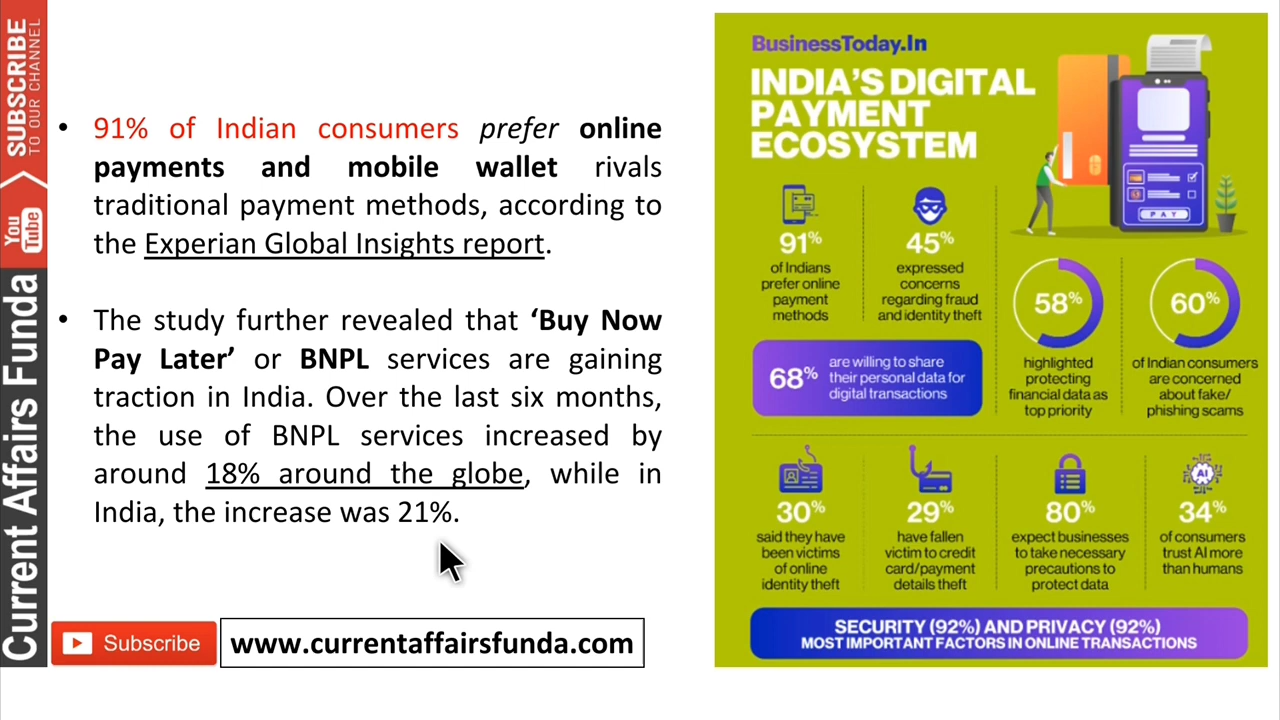 SUBSCRIBE
TO OUR CHANNEL
You
Tube
Current Affairs Funda
• 91% of Indian consumers prefer online
payments and mobile wallet rivals
traditional payment methods, according to
the Experian Global Insights report.
• The study further revealed that ‘Buy Now
Pay Later’ or BNPL services are gaining
traction in India. Over the last six months,
the use of BNPL services increased by
around 18% around the globe, while in
India, the increase was 21%.
Subscribe
www.currentaffairsfunda.com
BusinessToday.In
INDIA'S DIGITAL
PAYMENT
ECOSYSTEM
PAY
91%
of Indians
prefer online
payment
methods
45%
expressed
concerns
regarding fraud
and identity theft
58%
highlighted
protecting
financial data as
top priority
60%
of Indian consumers
are concerned
about fake/
phishing scams
68%
are willing to share
their personal data for
digital transactions
30%
said they have
been victims
of online
identity theft
29%
have fallen
victim to credit
card/payment
details theft
80%
expect businesses
to take necessary
precautions to
protect data
AI
34%
of consumers
trust AI more
than humans
SECURITY (92%) AND PRIVACY (92%)
MOST IMPORTANT FACTORS IN ONLINE TRANSACTIONS